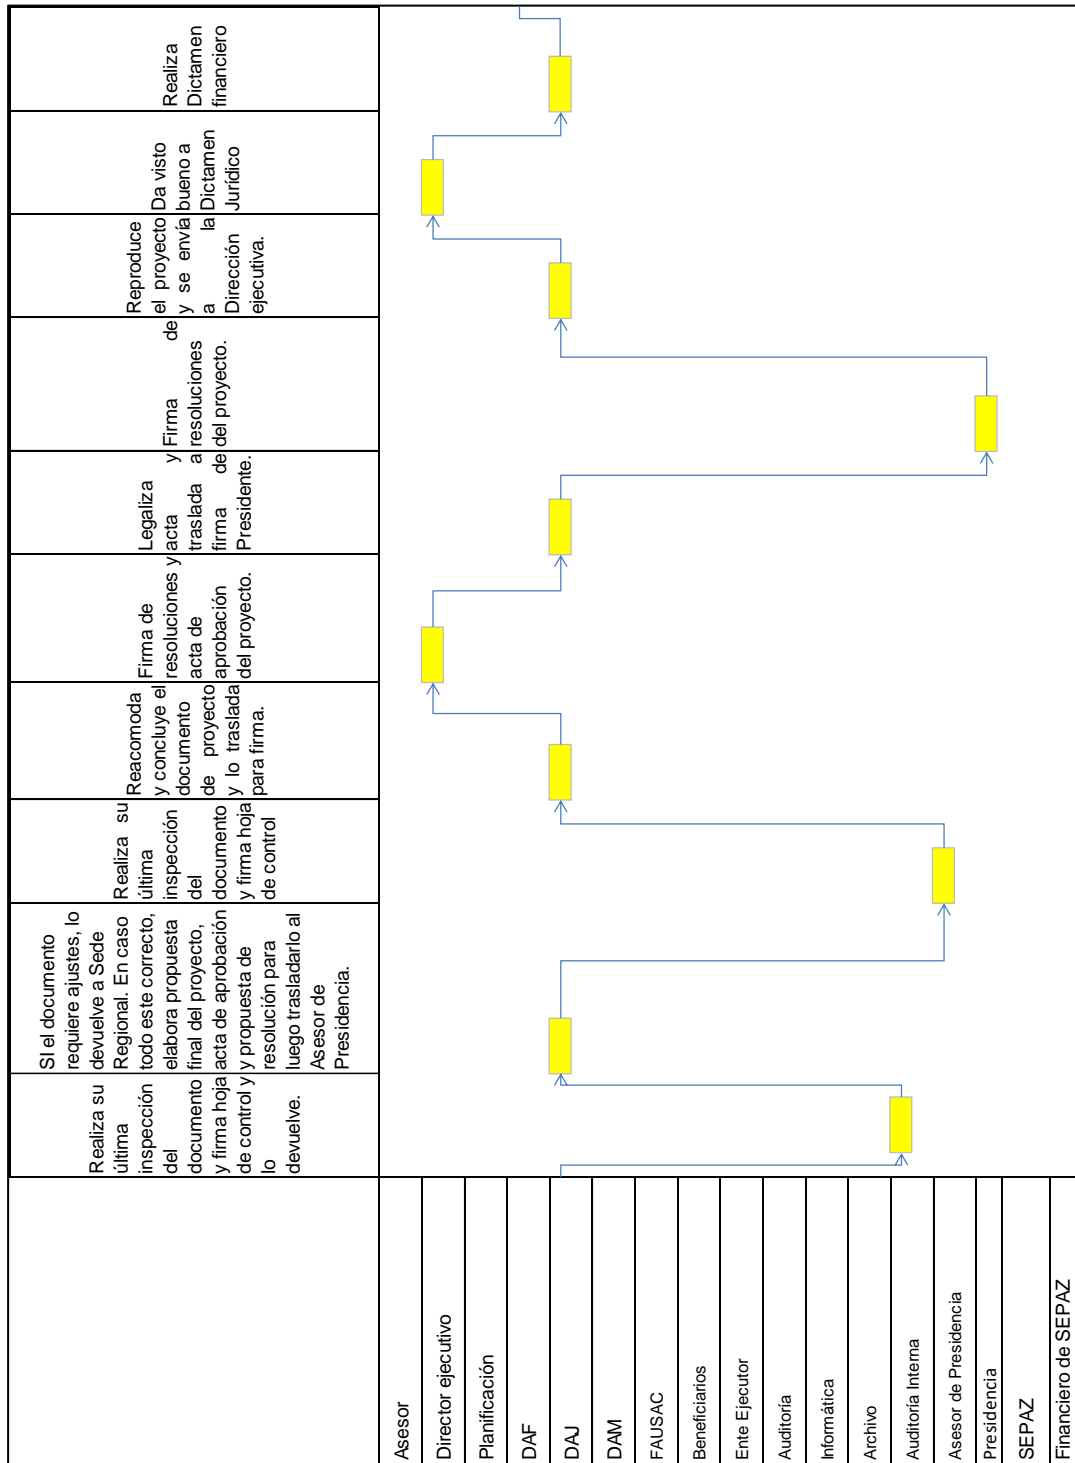 Realiza su
última
inspección
del
documento
y firma hoja
de control y
lo
devuelve.
SI el documento
requiere ajustes, lo
devuelve a Sede
Regional. En caso
todo este correcto,
elabora propuesta
final del proyecto,
acta de aprobación
y propuesta de
resolución para
luego trasladarlo al
Asesor de
Presidencia.
Realiza su
última
inspección
del
documento
y firma hoja
de control
Reacomoda
y concluye el
documento
de proyecto
y lo traslada
para firma.
Firma de
resoluciones y
acta de
aprobación
del proyecto.
Legaliza
acta y
traslada a
firma de
Presidente.
Firma de
resoluciones
del proyecto.
Reproduce
el proyecto
y se envía
a la
Dirección
ejecutiva.
Da visto
bueno a
Dictamen
Jurídico
Realiza
Dictamen
financiero
Asesor
Director ejecutivo
Planificación
DAF
DAJ
DAM
FAUSAC
Beneficiarios
Ente Ejecutor
Auditoría
Informática
Archivo
Auditoría Interna
Asesor de Presidencia
Presidencia
SEPAZ
Financiero de SEPAZ